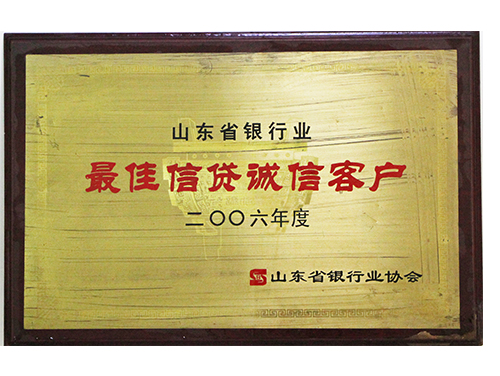 山东省银行业
最佳信贷诚信客户
二〇〇六年度
山东省银行业协会